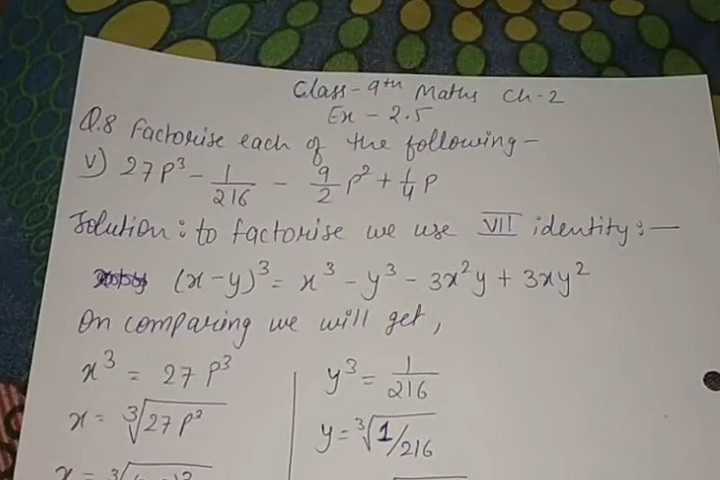 Class-9th Maths Ch-2
Ex - 2.5
Q.8 Factorise each of the following -
v) 27P³ - 1/216 - 9/2 P² + 1/4 P
Solution: to factorise we use VII identity :-
(x-y)³ = x³ - y³ - 3x²y + 3xy²
On comparing we will get,
x³ = 27 P³
y³ = 1/216
x = ∛27P³
y = ∛1/216